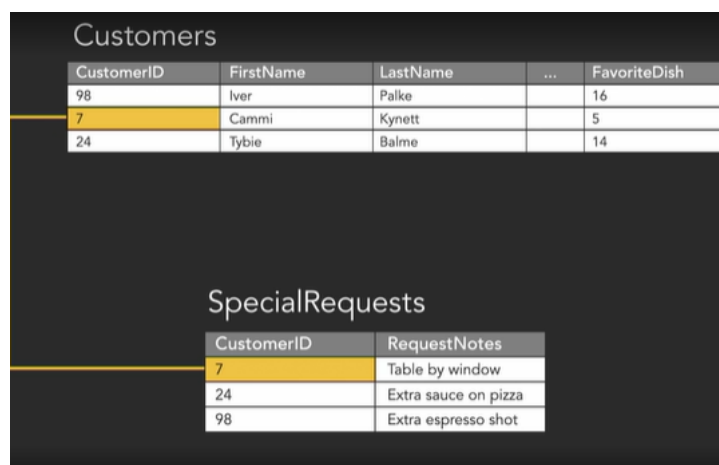 Customers
CustomerID FirstName LastName ... FavoriteDish
98 Iver Palke 16
7 Cammi Kynett 5
24 Tybie Balme 14
SpecialRequests
CustomerID RequestNotes
7 Table by window
24 Extra sauce on pizza
98 Extra espresso shot